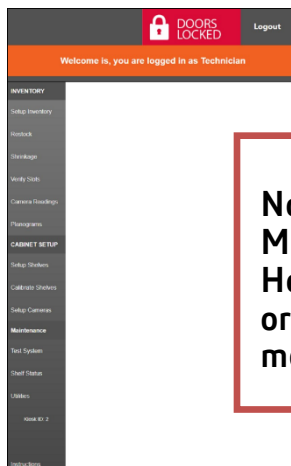 DOORS
LOCKED
Logout
Welcome is, you are logged in as Technician
INVENTORY
Setup Inventory
Restock
Shrinkage
Verify Stats
Camera Readings
Planograms
CABINET SETUP
Setup Shelves
Calibrate Shelves
Setup Cameras
Maintenance
Test System
Shelf Status
Utilities
Kiosk ID: 2
Instructions